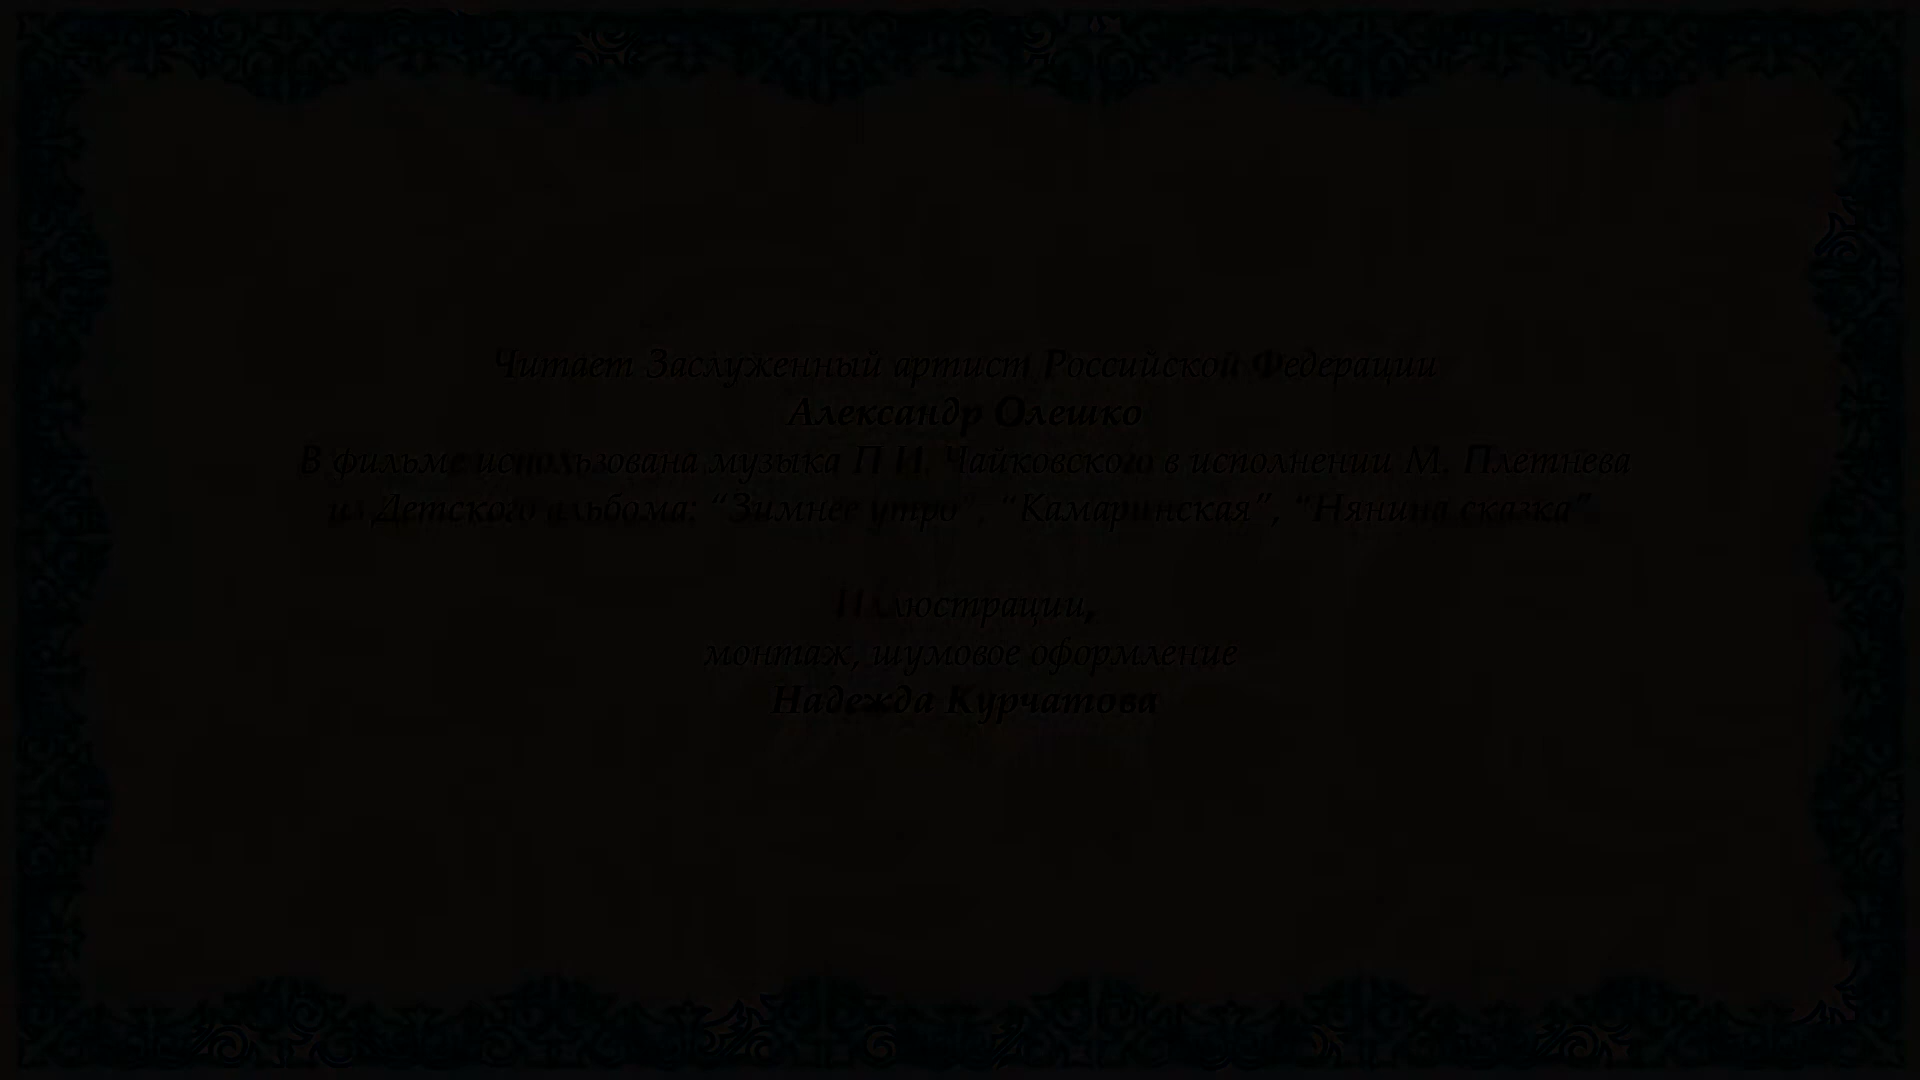 Читает Заслуженный артист Российской Федерации
Александр Олешко
В фильме использована музыка П.И. Чайковского в исполнении М. Плетнева
из Детского альбома: “Зимнее утро”, “Камаринская”, “Нянина сказка”.
Иллюстрации,
монтаж, шумовое оформление
Надежда Курчатова